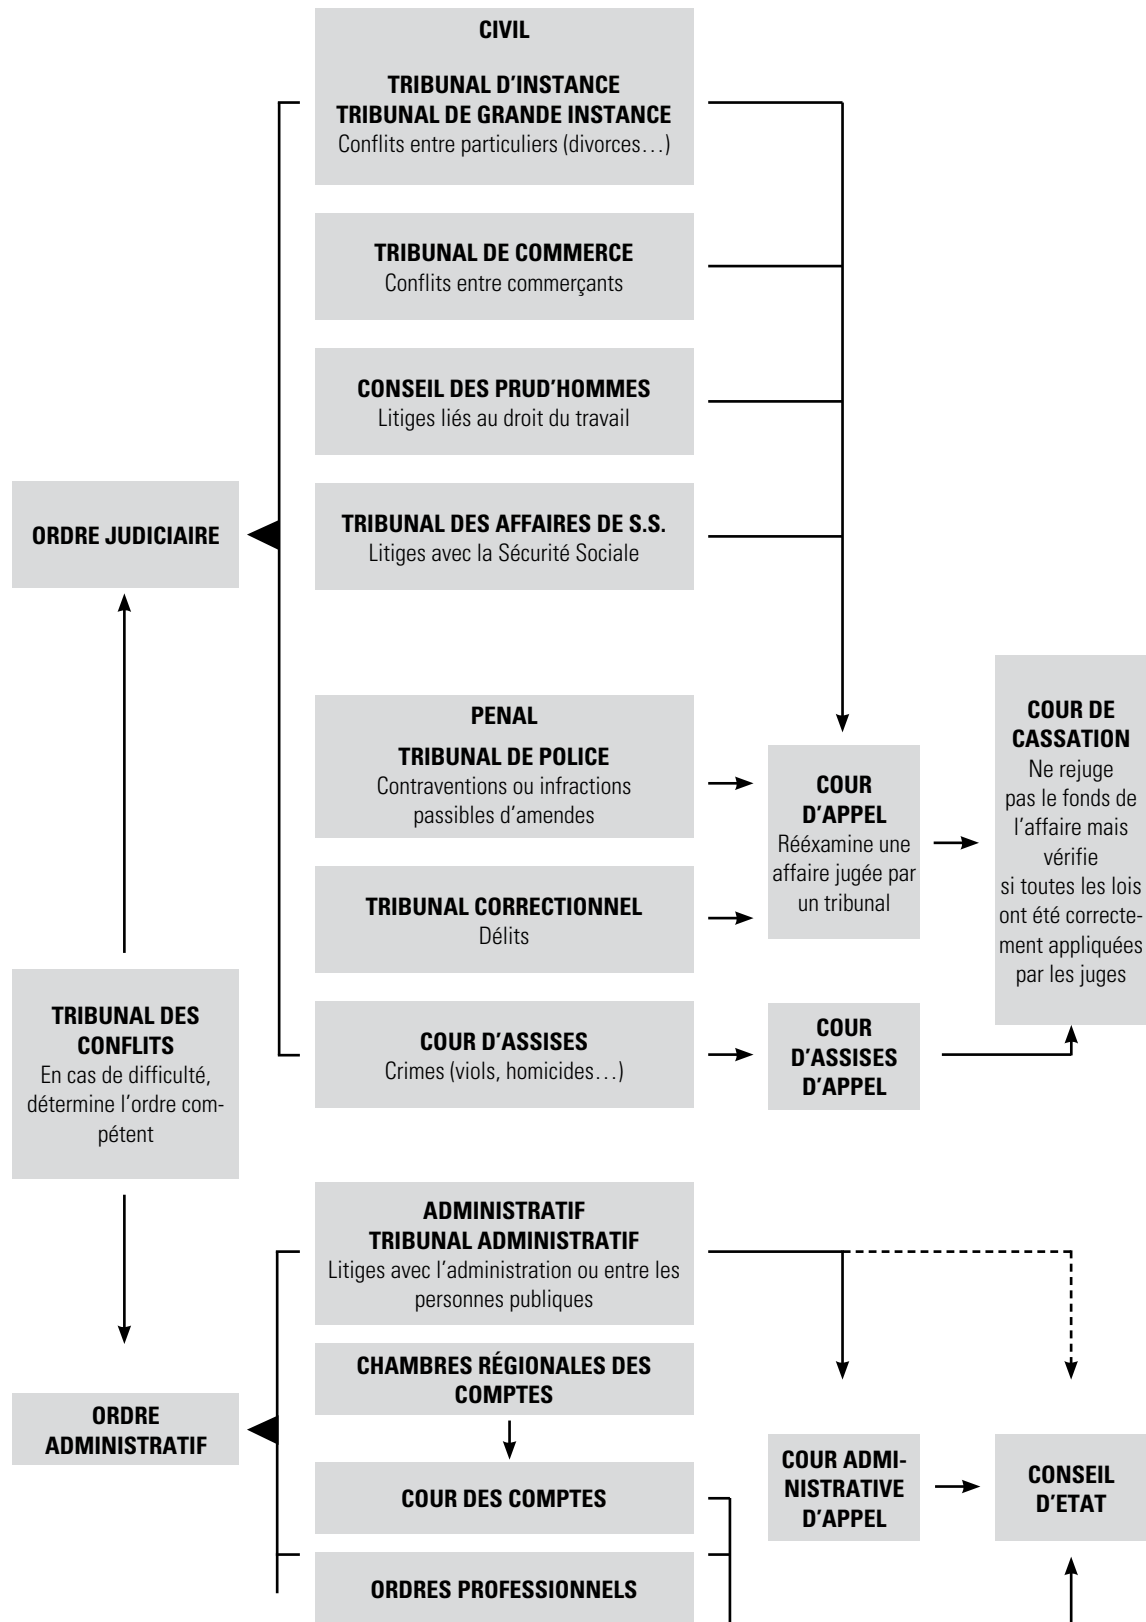 CIVIL
TRIBUNAL D'INSTANCE
TRIBUNAL DE GRANDE INSTANCE
Conflits entre particuliers (divorces…)
TRIBUNAL DE COMMERCE
Conflits entre commerçants
CONSEIL DES PRUD'HOMMES
Litiges liés au droit du travail
ORDRE JUDICIAIRE
TRIBUNAL DES AFFAIRES DE S.S.
Litiges avec la Sécurité Sociale
PENAL
TRIBUNAL DE POLICE
Contraventions ou infractions
passibles d'amendes
TRIBUNAL CORRECTIONNEL
Délits
COUR
D'APPEL
Rééxamine une
affaire jugée par
un tribunal
COUR DE
CASSATION
Ne rejuge
pas le fonds de
l'affaire mais
vérifie
si toutes les lois
ont été correcte-
ment appliquées
par les juges
TRIBUNAL DES
CONFLITS
En cas de difficulté,
détermine l'ordre com-
pétent
COUR D'ASSISES
Crimes (viols, homicides…)
COUR
D'ASSISES
D'APPEL
ADMINISTRATIF
TRIBUNAL ADMINISTRATIF
Litiges avec l'administration ou entre les
personnes publiques
CHAMBRES RÉGIONALES DES
COMPTES
ORDRE
ADMINISTRATIF
COUR DES COMPTES
COUR ADMI-
NISTRATIVE
D'APPEL
CONSEIL
D'ETAT
ORDRES PROFESSIONNELS